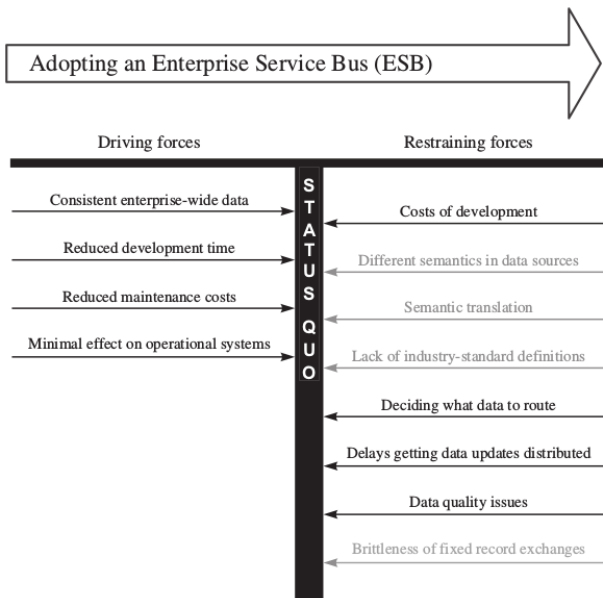 Adopting an Enterprise Service Bus (ESB)
Driving forces
Restraining forces
STATUS QUO
Consistent enterprise-wide data
Reduced development time
Reduced maintenance costs
Minimal effect on operational systems
Costs of development
Different semantics in data sources
Semantic translation
Lack of industry-standard definitions
Deciding what data to route
Delays getting data updates distributed
Data quality issues
Brittleness of fixed record exchanges